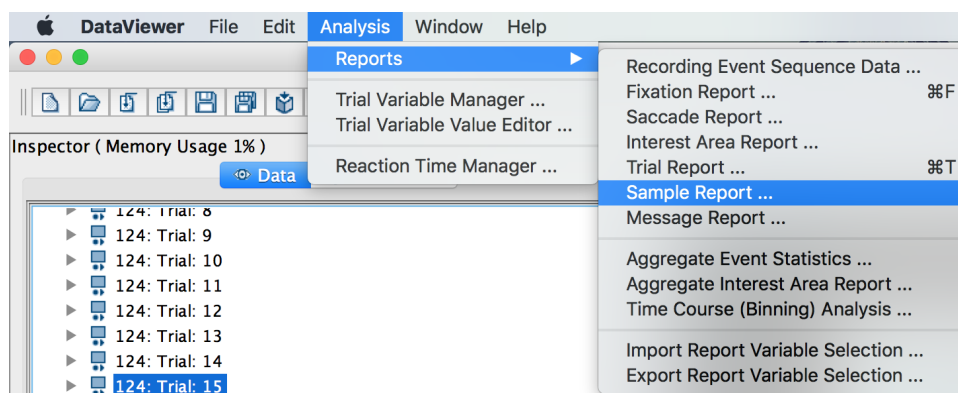 DataViewer File Edit Analysis Window Help
Reports
Trial Variable Manager ...
Trial Variable Value Editor ...
Reaction Time Manager ...
Recording Event Sequence Data ...
Fixation Report ... ⌘F
Saccade Report ...
Interest Area Report ...
Trial Report ... ⌘T
Sample Report ...
Message Report ...
Aggregate Event Statistics ...
Aggregate Interest Area Report ...
Time Course (Binning) Analysis ...
Import Report Variable Selection ...
Export Report Variable Selection ...
Inspector ( Memory Usage 1% )
Data
124: Trial: 8
124: Trial: 9
124: Trial: 10
124: Trial: 11
124: Trial: 12
124: Trial: 13
124: Trial: 14
124: Trial: 15